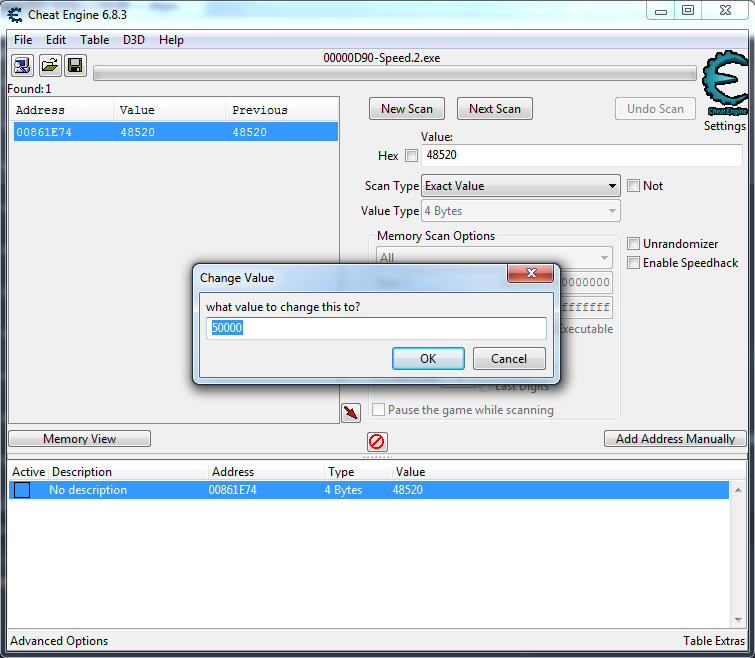 Cheat Engine 6.8.3
File Edit Table D3D Help
00000D90-Speed.2.exe
Found:1
Address Value Previous
00861E74 48520 48520
New Scan Next Scan Undo Scan
Cheat Engine
Settings
Value:
Hex 48520
Scan Type Exact Value Not
Value Type 4 Bytes
Memory Scan Options
All
Unrandomizer
Enable Speedhack
Change Value
what value to change this to?
50000
OK Cancel
Executable
Last Digits
Pause the game while scanning
Memory View
Add Address Manually
Active Description Address Type Value
No description 00861E74 4 Bytes 48520
Advanced Options Table Extras